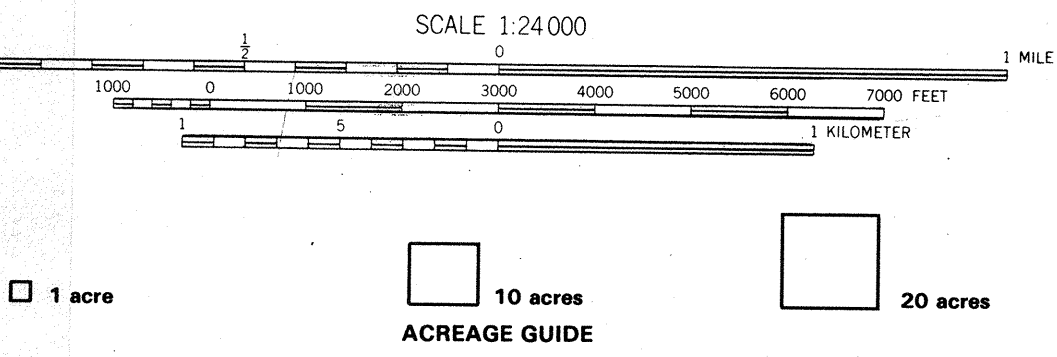 SCALE 1:24 000
1/2 0 1 MILE
1000 0 1000 2000 3000 4000 5000 6000 7000 FEET
1 5 0 1 KILOMETER
1 acre 10 acres 20 acres
ACREAGE GUIDE